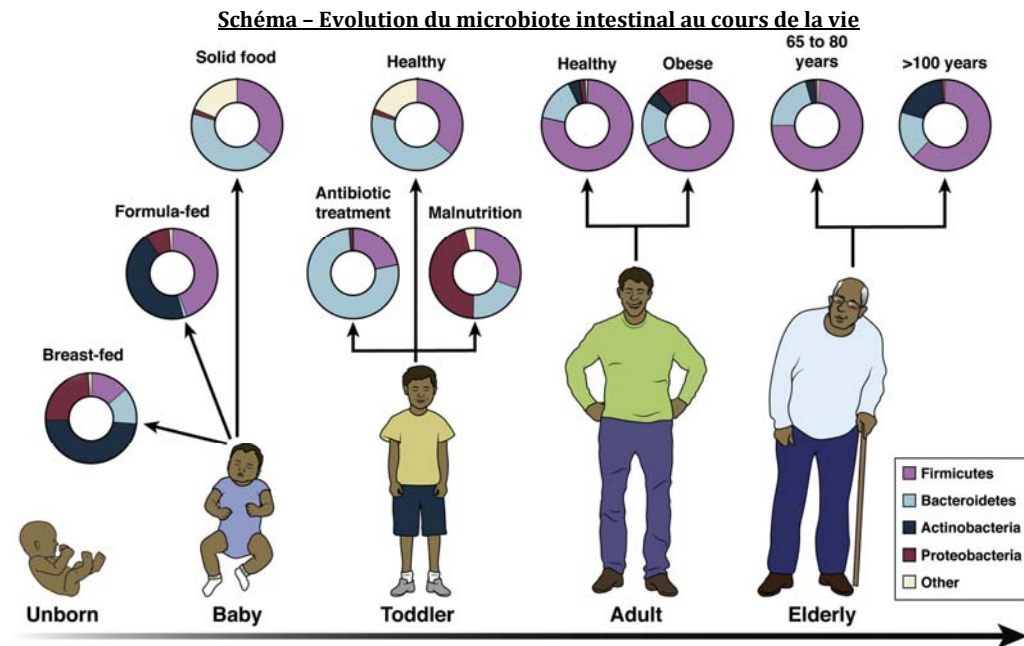 Schéma – Evolution du microbiote intestinal au cours de la vie
Solid food
Healthy
Healthy
Obese
65 to 80
years
>100 years
Formula-fed
Antibiotic
treatment
Malnutrition
Breast-fed
Firmicutes
Bacteroidetes
Actinobacteria
Proteobacteria
Other
Unborn
Baby
Toddler
Adult
Elderly